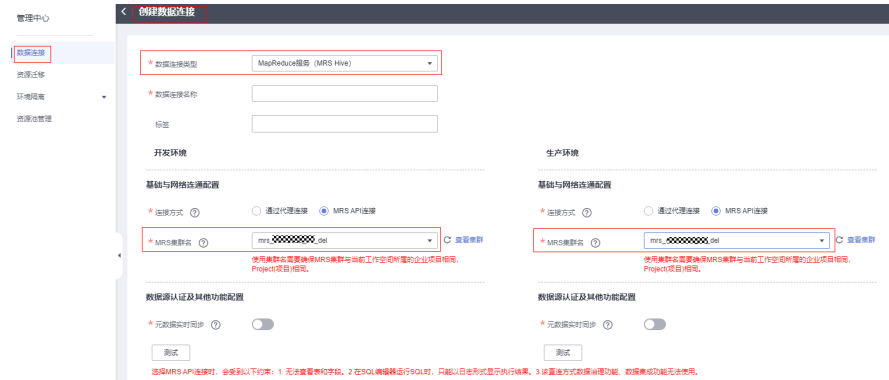 管理中心
数据连接
资源迁移
环境隔离
资源池管理
创建数据连接
* 数据连接类型 MapReduce服务 (MRS Hive)
* 数据连接名称
标签
开发环境
基础与网络连通配置
* 连接方式 通过代理连接 MRS API连接
* MRS集群名 mrs_ _del 查看集群
使用集群名需要确保MRS集群与当前工作空间所属的企业项目相同,
Project(项目)相同。
数据源认证及其他功能配置
* 元数据实时同步
测试
生产环境
基础与网络连通配置
* 连接方式 通过代理连接 MRS API连接
* MRS集群名 mrs_ del 查看集群
使用集群名需要确保MRS集群与当前工作空间所属的企业项目相同,
Project(项目)相同。
数据源认证及其他功能配置
* 元数据实时同步
测试
选择MRS API连接时，会受到以下约束：1. 无法查看表和字段。2 在SQL编辑器运行SQL时，只能以日志形式显示执行结果。3.该直连方式数据治理功能、数据集成功能无法使用。